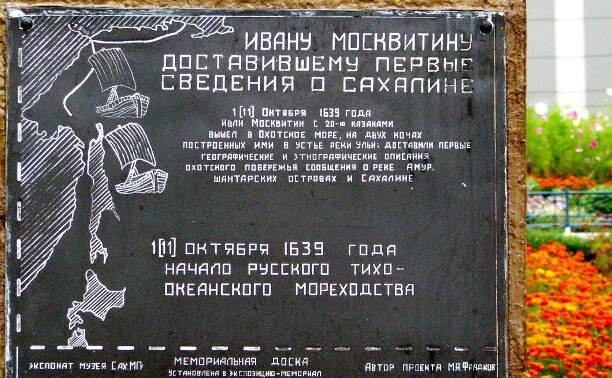 Ивану Москвитину
доставившему первые
сведения о Сахалине
1[11] Октября 1639 года
Иван Москвитин с 20-ю казаками
вышел в Охотское море, на двух кочах
построенных ими в устье реки Улья: доставили первые
географические и этнографические описания
охотского побережья, сообщения о реке Амур,
шантарских островах и Сахалине
1[11] октября 1639 года
начало русского тихо-
океанского мореходства
экспонат музея Сах.МП
Мемориальная доска
установлена в экспозицию-мемориал
Автор проекта